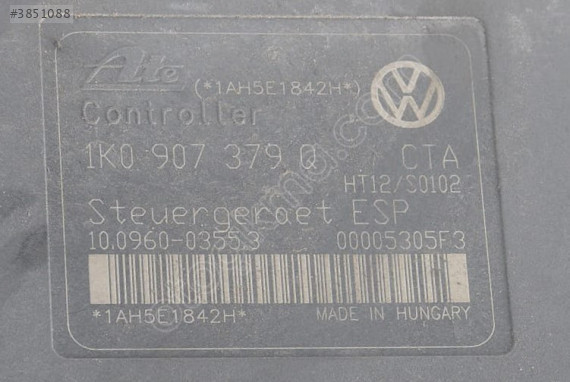 #3851088
Ate (*1AH5E1842H*)
Controller
1K0 907 379 Q CTA
HT12/S0102
Steuergeraet ESP
10.0960-0355.3 00005305F3
*1AH5E1842H* MADE IN HUNGARY